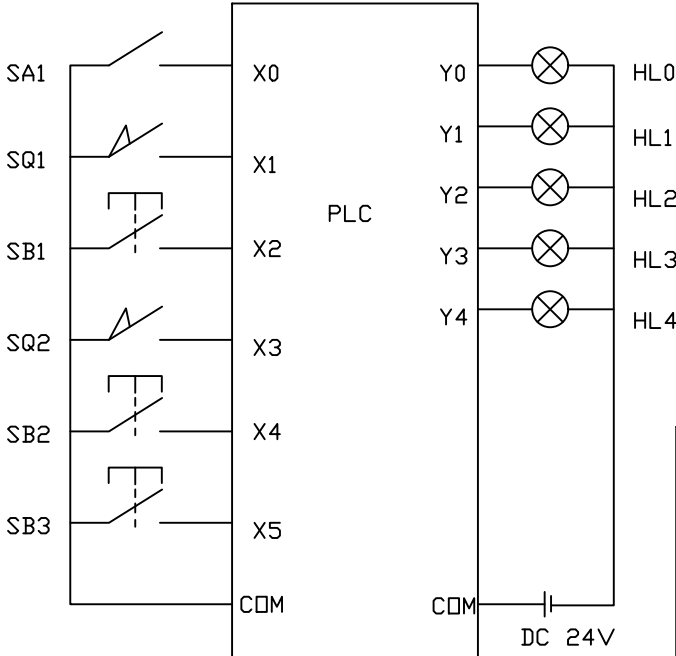 SA1 X0 Y0 HL0
SQ1 X1 Y1 HL1
SB1 X2 PLC Y2 HL2
SQ2 X3 Y3 HL3
SB2 X4 Y4 HL4
SB3 X5
COM COM
DC 24V